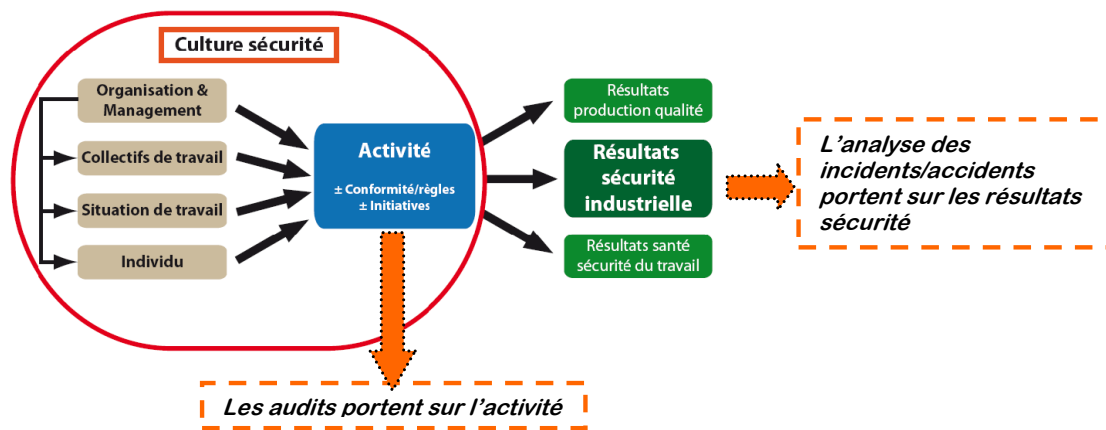 Culture sécurité
Organisation &
Management
Collectifs de travail
Situation de travail
Individu
Activité
± Conformité/règles
± Initiatives
Résultats
production qualité
Résultats
sécurité
industrielle
Résultats santé
sécurité du travail
L'analyse des
incidents/accidents
portent sur les résultats
sécurité
Les audits portent sur l'activité